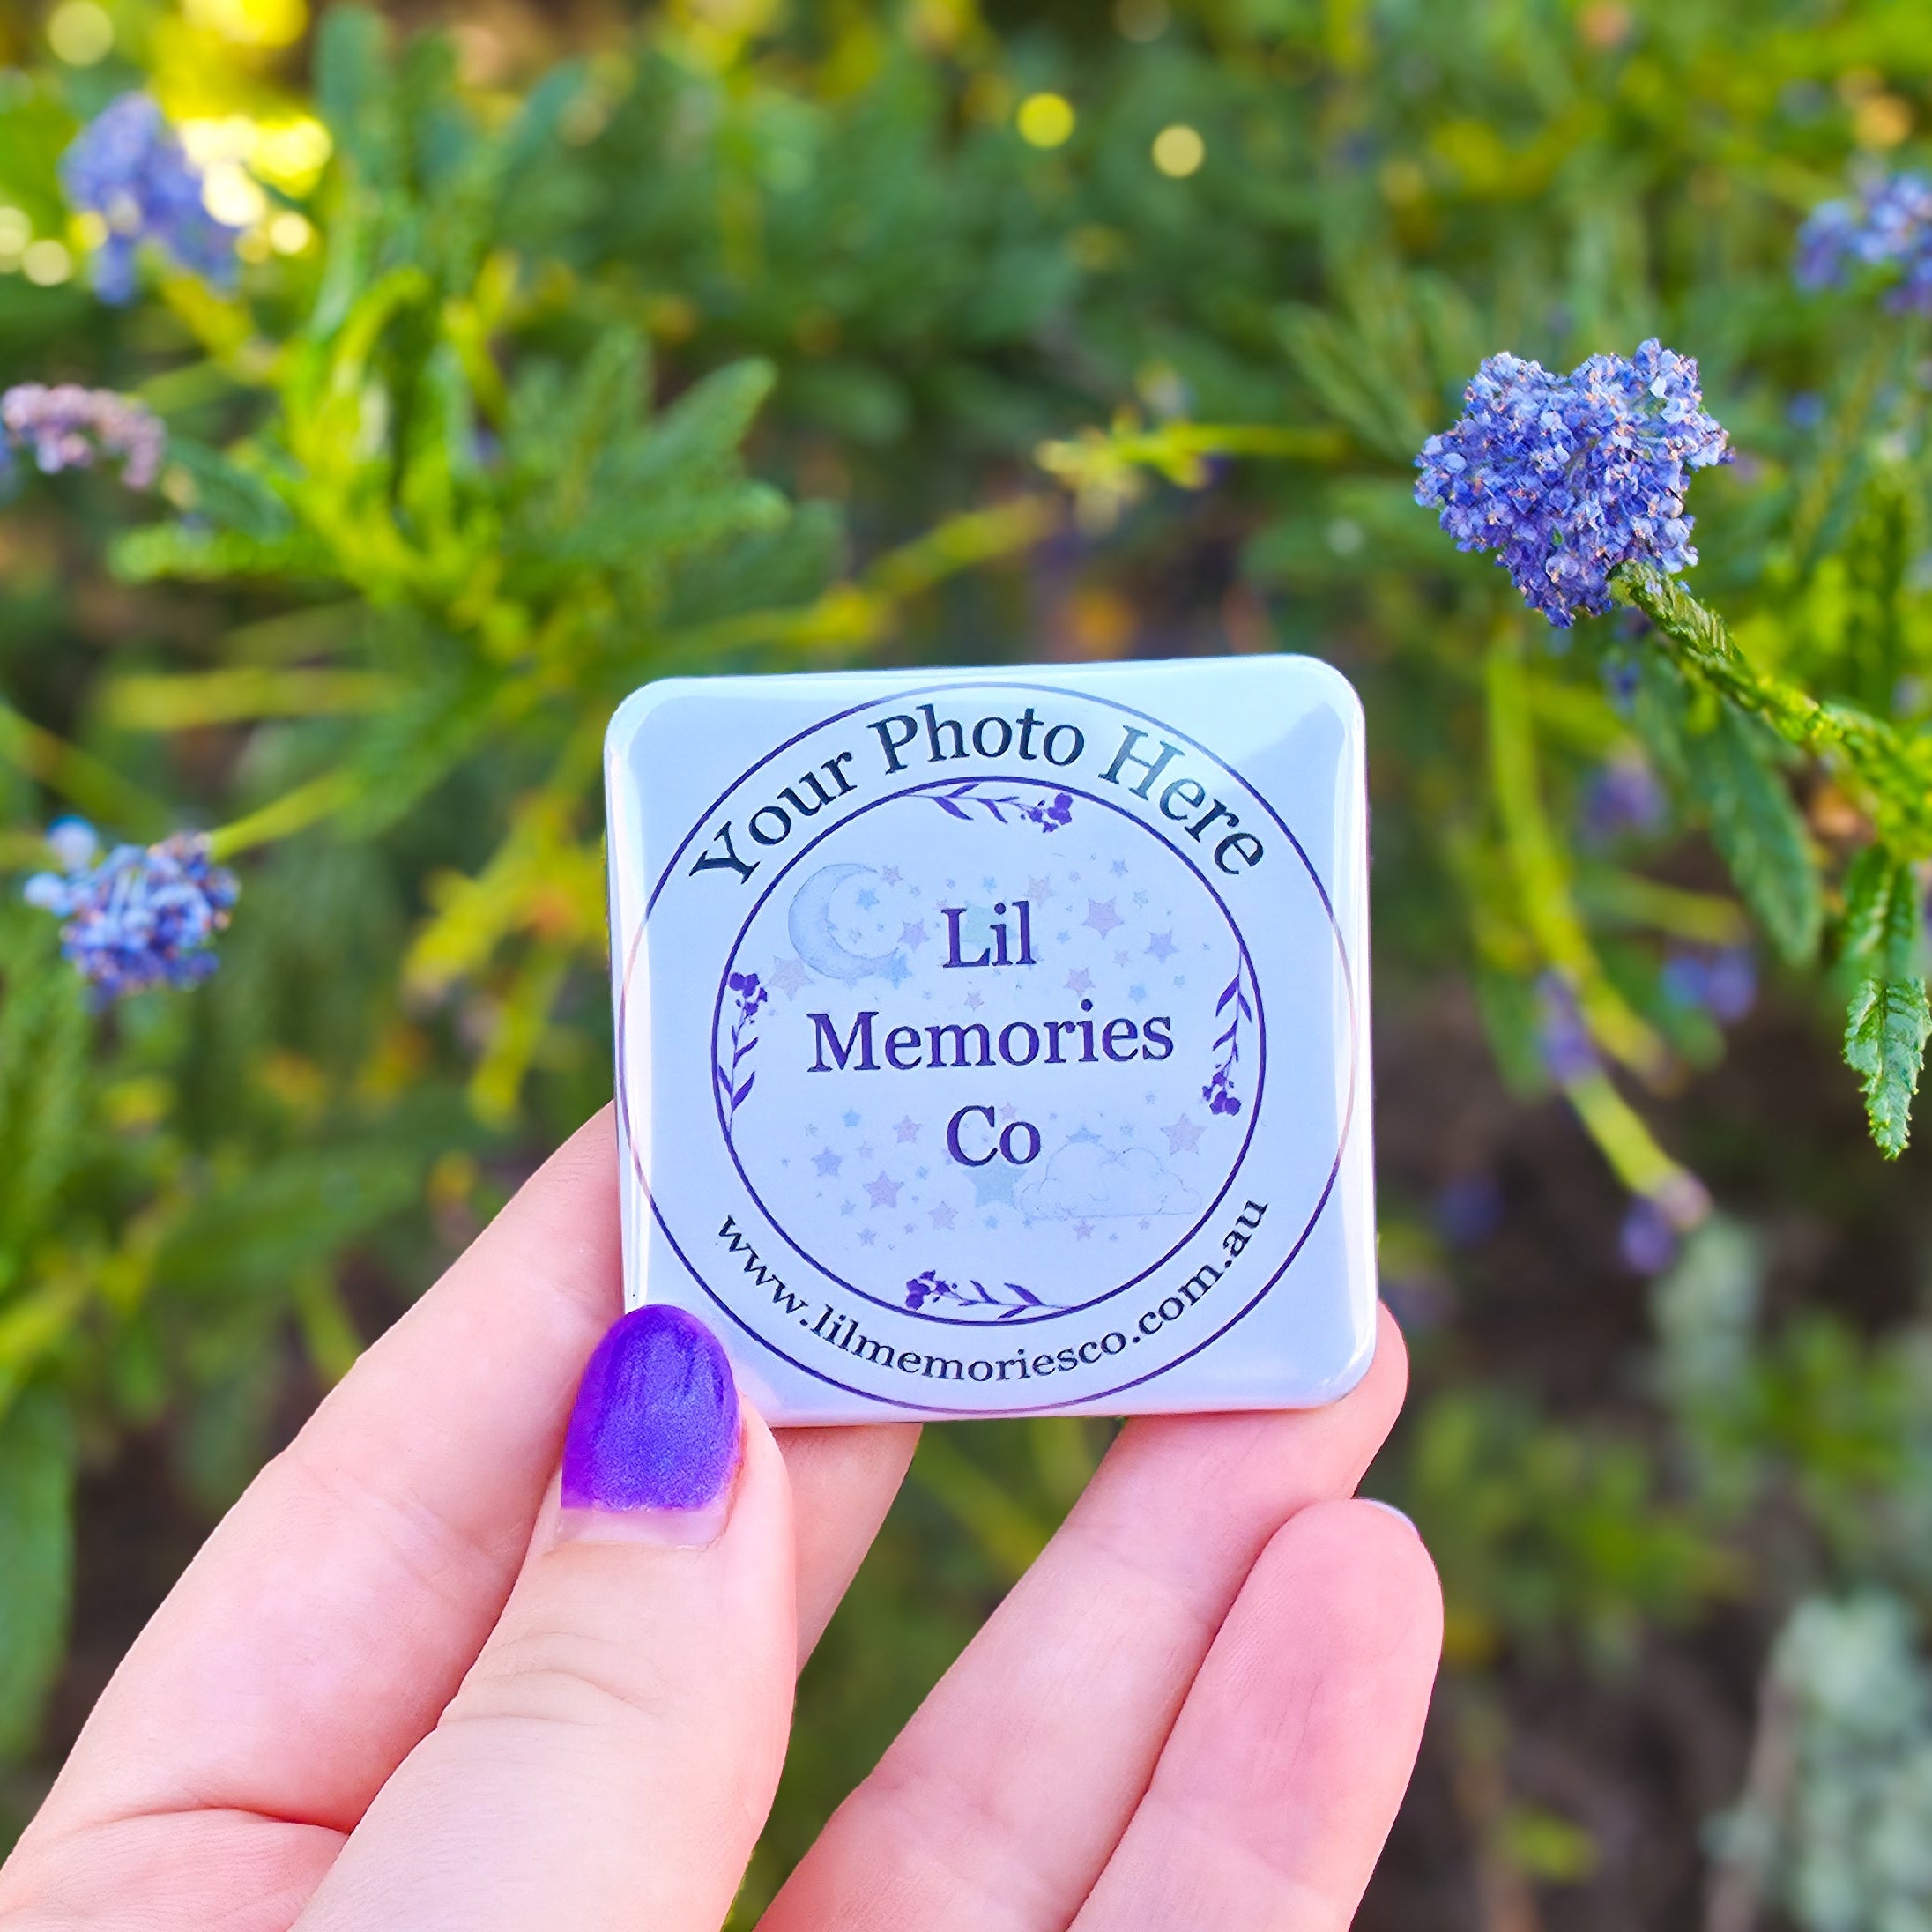 Your Photo Here
Lil
Memories
Co
www.lilmemoriesco.com.au